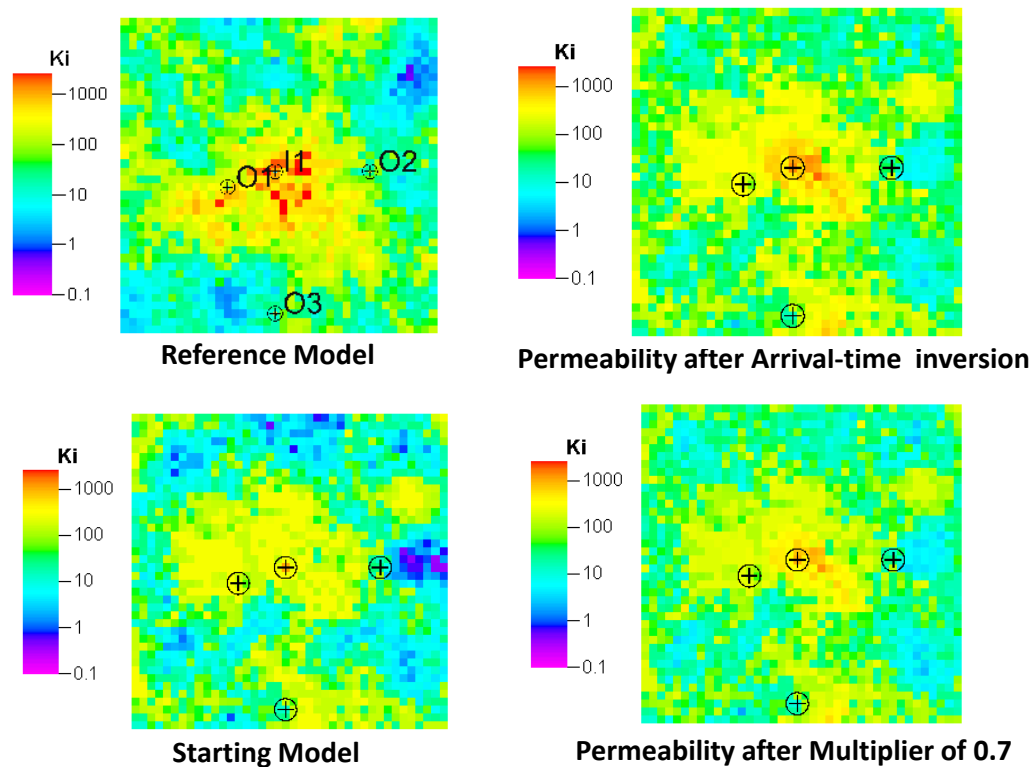 Ki
1000
100
10
1
0.1
I1
O1
O2
O3
Reference Model
Ki
1000
100
10
1
0.1
Permeability after Arrival-time inversion
Ki
1000
100
10
1
0.1
Starting Model
Ki
1000
100
10
1
0.1
Permeability after Multiplier of 0.7